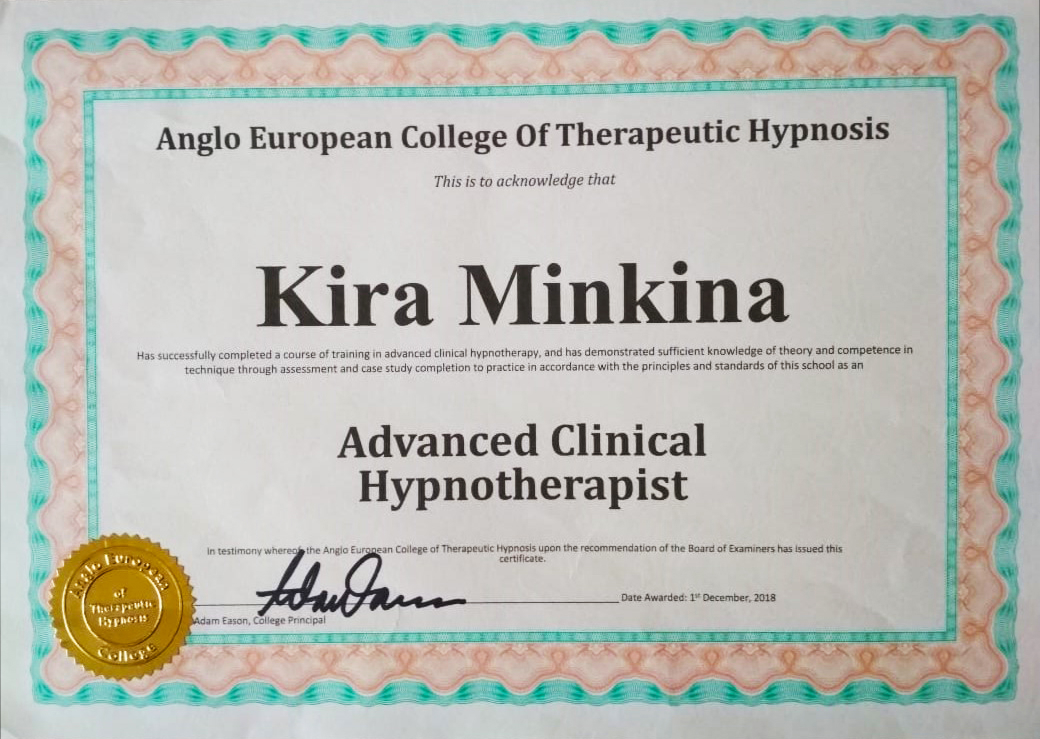 Anglo European College Of Therapeutic Hypnosis
This is to acknowledge that
Kira Minkina
Has successfully completed a course of training in advanced clinical hypnotherapy, and has demonstrated sufficient knowledge of theory and competence in
technique through assessment and case study completion to practice in accordance with the principles and standards of this school as an
Advanced Clinical
Hypnotherapist
In testimony whereof, the Anglo European College of Therapeutic Hypnosis upon the recommendation of the Board of Examiners has issued this
certificate.
Date Awarded: 1st December, 2018
Adam Eason, College Principal
Anglo European
of
Therapeutic
Hypnosis
College